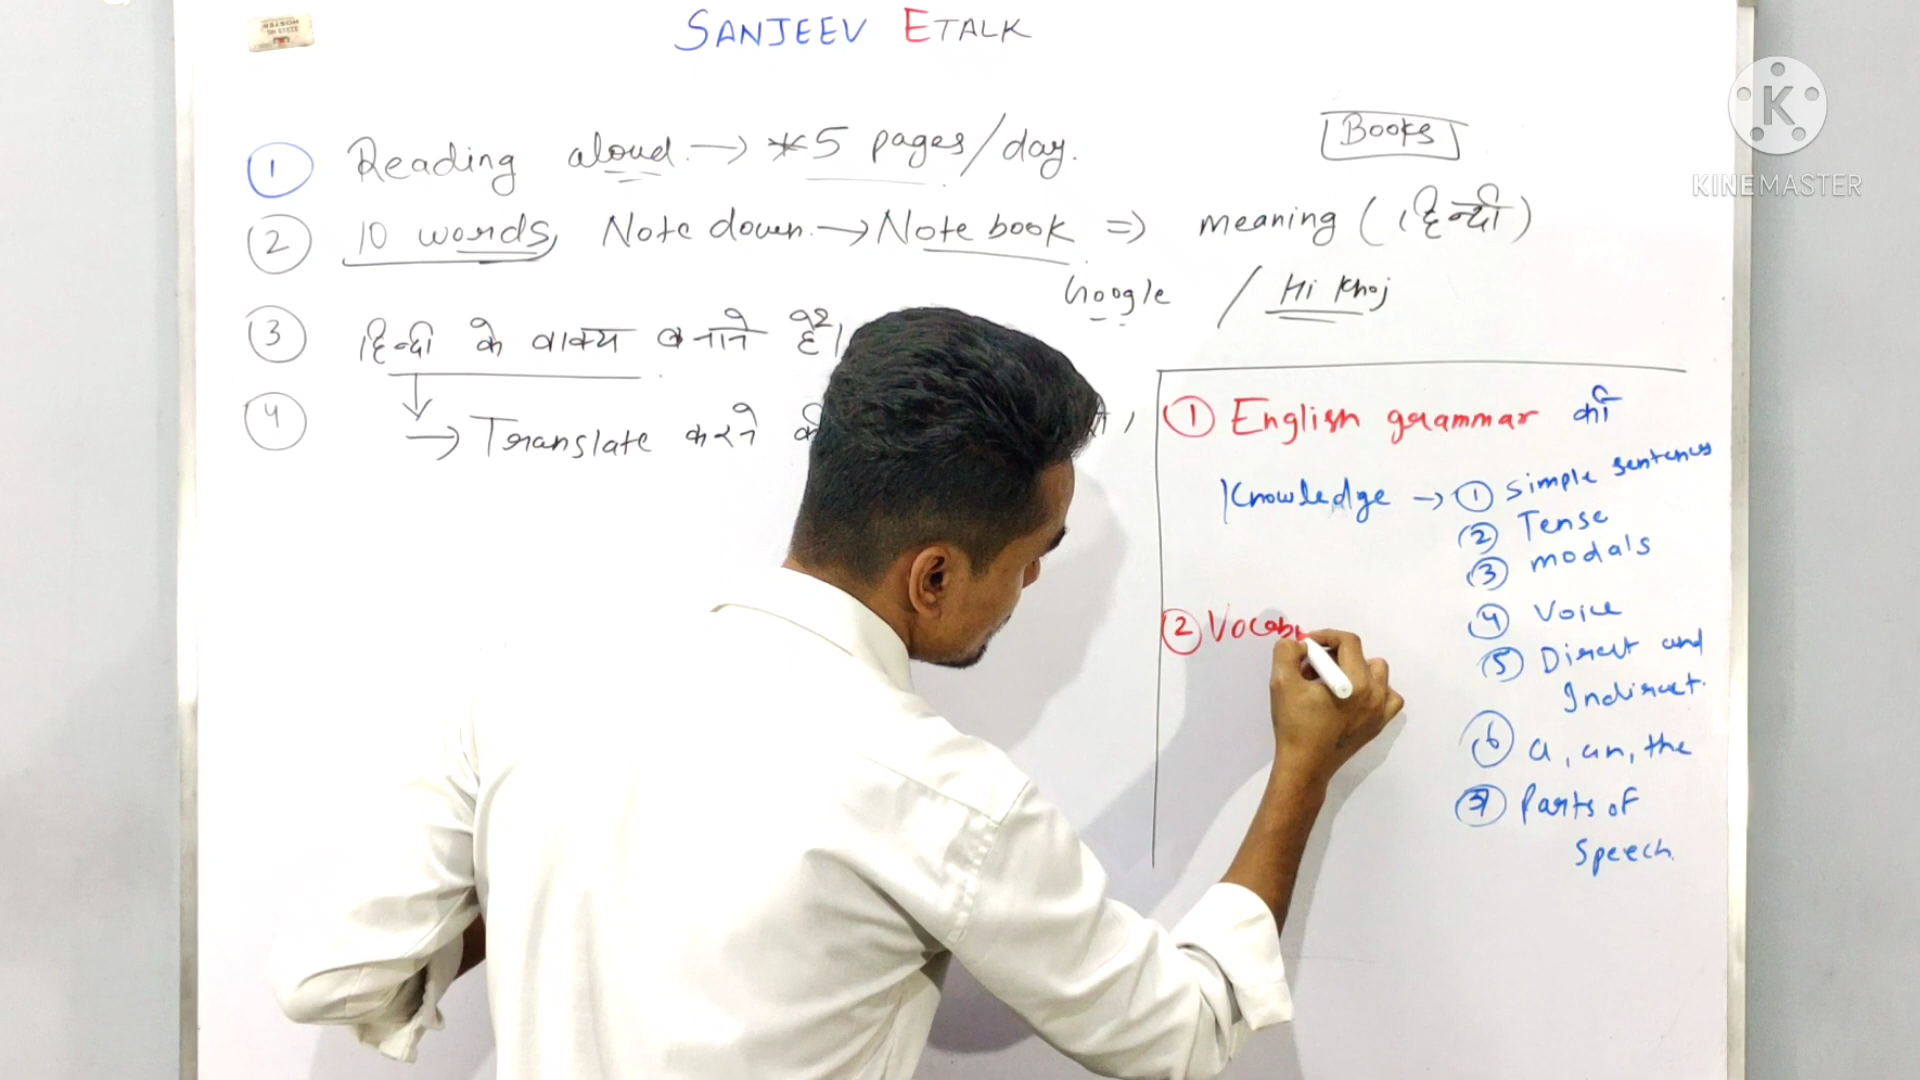 SANJEEV ETALK
Books
① Reading aloud. → *5 pages/day.
② 10 words, Note down. → Note book ⇒ meaning (हिन्दी)
Google / Hi Khoj
③ हिन्दी के वाक्य बनाने है।
④ → Translate करने
① English grammar की
Knowledge → ① Simple sentences
② Tense
③ modals
④ Voice
⑤ Direct and
Indirect.
⑥ a, an, the
⑦ Parts of
Speech.
② Vocab
K
KINEMASTER